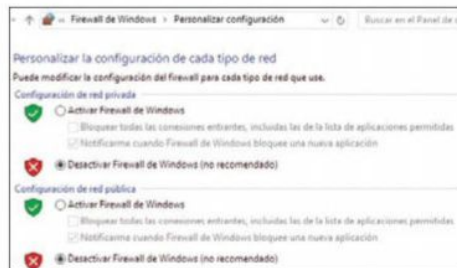 Firewall de Windows › Personalizar configuración
Buscar en el Panel de
Personalizar la configuración de cada tipo de red
Puede modificar la configuración del firewall para cada tipo de red que use.
Configuración de red privada
Activar Firewall de Windows
Bloquear todas las conexiones entrantes, incluidas las de la lista de aplicaciones permitidas
Notificarme cuando Firewall de Windows bloquee una nueva aplicación
Desactivar Firewall de Windows (no recomendado)
Configuración de red pública
Activar Firewall de Windows
Bloquear todas las conexiones entrantes, incluidas las de la lista de aplicaciones permitidas
Notificarme cuando Firewall de Windows bloquee una nueva aplicación
Desactivar Firewall de Windows (no recomendado)